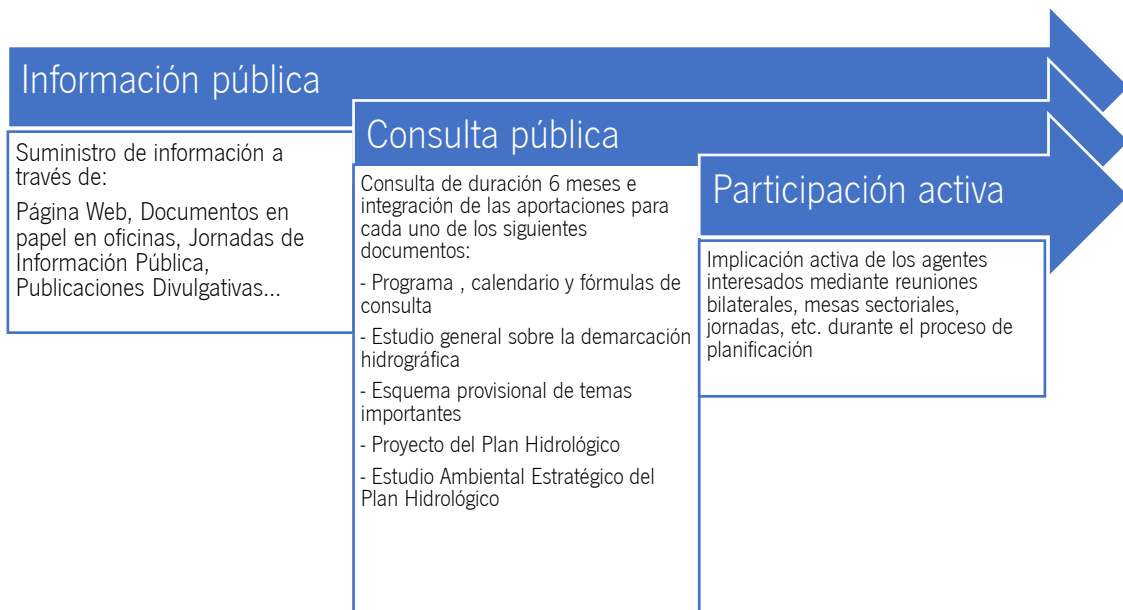 Información pública
Suministro de información a
través de:
Página Web, Documentos en
papel en oficinas, Jornadas de
Información Pública,
Publicaciones Divulgativas...
Consulta pública
Consulta de duración 6 meses e
integración de las aportaciones para
cada uno de los siguientes
documentos:
- Programa , calendario y fórmulas de
consulta
- Estudio general sobre la demarcación
hidrográfica
- Esquema provisional de temas
importantes
- Proyecto del Plan Hidrológico
- Estudio Ambiental Estratégico del
Plan Hidrológico
Participación activa
Implicación activa de los agentes
interesados mediante reuniones
bilaterales, mesas sectoriales,
jornadas, etc. durante el proceso de
planificación